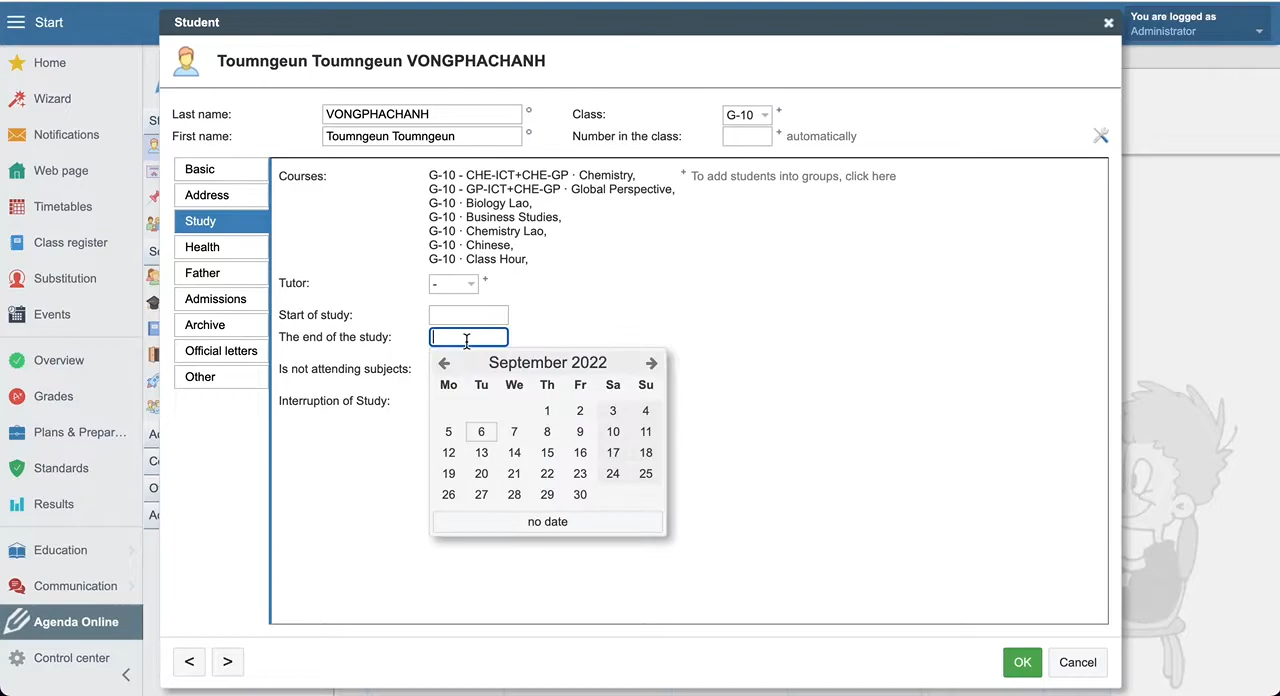 Start
Student
You are logged as
Administrator
Home
Wizard
Notifications
Web page
Timetables
Class register
Substitution
Events
Overview
Grades
Plans & Prepar...
Standards
Results
Education
Communication
Agenda Online
Control center
Toumngeun Toumngeun VONGPHACHANH
Last name: VONGPHACHANH
Class: G-10 +
First name: Toumngeun Toumngeun
Number in the class: + automatically
Basic
Address
Study
Health
Father
Admissions
Archive
Official letters
Other
Courses:
G-10 - CHE-ICT+CHE-GP · Chemistry,
G-10 - GP-ICT+CHE-GP · Global Perspective,
G-10 · Biology Lao,
G-10 · Business Studies,
G-10 · Chemistry Lao,
G-10 · Chinese,
G-10 · Class Hour,
+ To add students into groups, click here
Tutor: - +
Start of study:
The end of the study:
Is not attending subjects:
Interruption of Study:
September 2022
Mo Tu We Th Fr Sa Su
1 2 3 4
5 6 7 8 9 10 11
12 13 14 15 16 17 18
19 20 21 22 23 24 25
26 27 28 29 30
no date
< >
OK Cancel